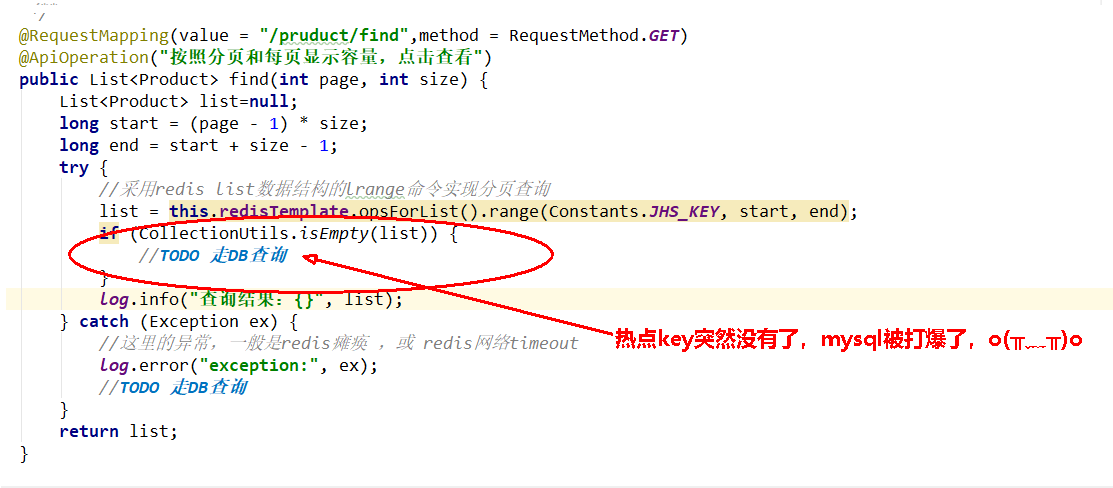 */
@RequestMapping(value = "/pruduct/find",method = RequestMethod.GET)
@ApiOperation("按照分页和每页显示容量，点击查看")
public List<Product> find(int page, int size) {
List<Product> list=null;
long start = (page - 1) * size;
long end = start + size - 1;
try {
//采用redis list数据结构的lrange命令实现分页查询
list = this.redisTemplate.opsForList().range(Constants.JHS_KEY, start, end);
if (CollectionUtils.isEmpty(list)) {
//TODO 走DB查询
}
log.info("查询结果：{}", list);
} catch (Exception ex) {
//这里的异常，一般是redis瘫痪 ，或 redis网络timeout
热点key突然没有了，mysql被打爆了，o(╥﹏╥)o
log.error("exception:", ex);
//TODO 走DB查询
}
return list;
}